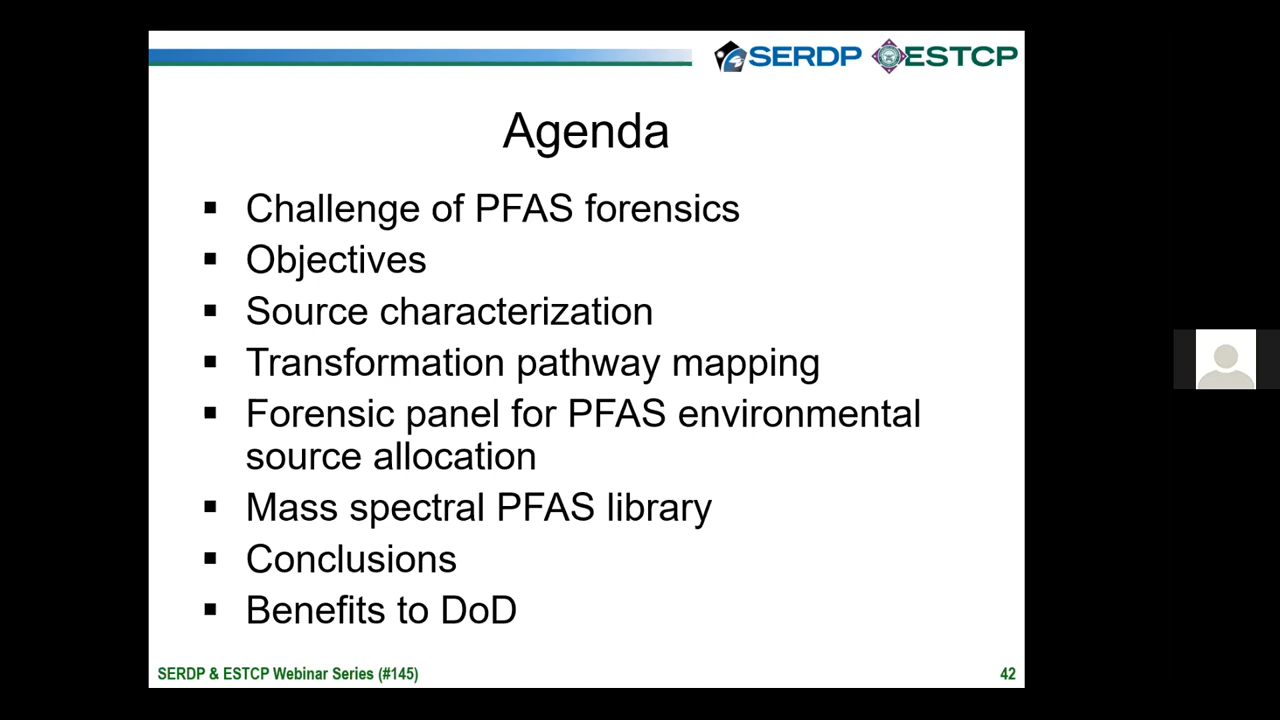 SERDP ESTCP
Agenda
▪ Challenge of PFAS forensics
▪ Objectives
▪ Source characterization
▪ Transformation pathway mapping
▪ Forensic panel for PFAS environmental
source allocation
▪ Mass spectral PFAS library
▪ Conclusions
▪ Benefits to DoD
SERDP & ESTCP Webinar Series (#145)
42